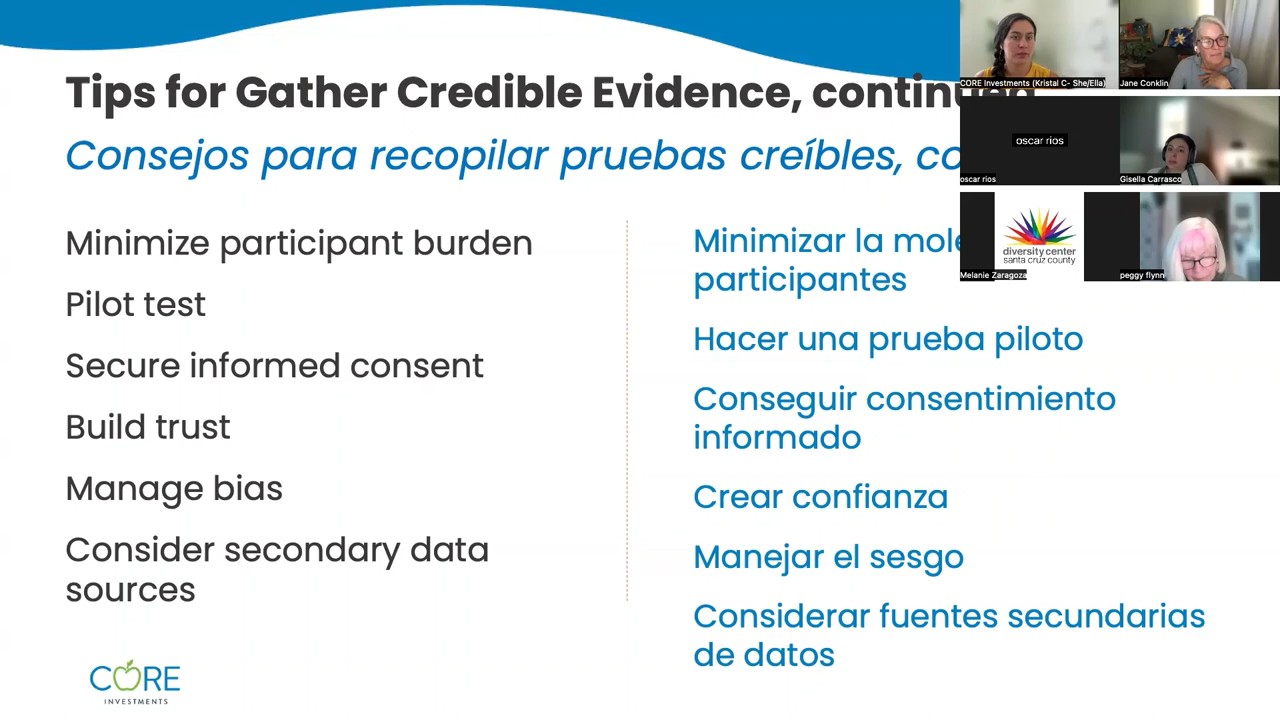 Tips for Gather Credible Evidence, continued
Consejos para recopilar pruebas creíbles,
Minimize participant burden
Pilot test
Secure informed consent
Build trust
Manage bias
Consider secondary data
sources
Minimizar la
participantes
Hacer una prueba piloto
Conseguir consentimiento
informado
Crear confianza
Manejar el sesgo
Considerar fuentes secundarias
de datos
CORE
INVESTMENTS
CORE Investments (Kristal C- She/Ella)
Jane Conklin
oscar rios
oscar rios
Gisella Carrasco
diversity center
santa cruz county
Melanie Zaragoza
peggy flynn